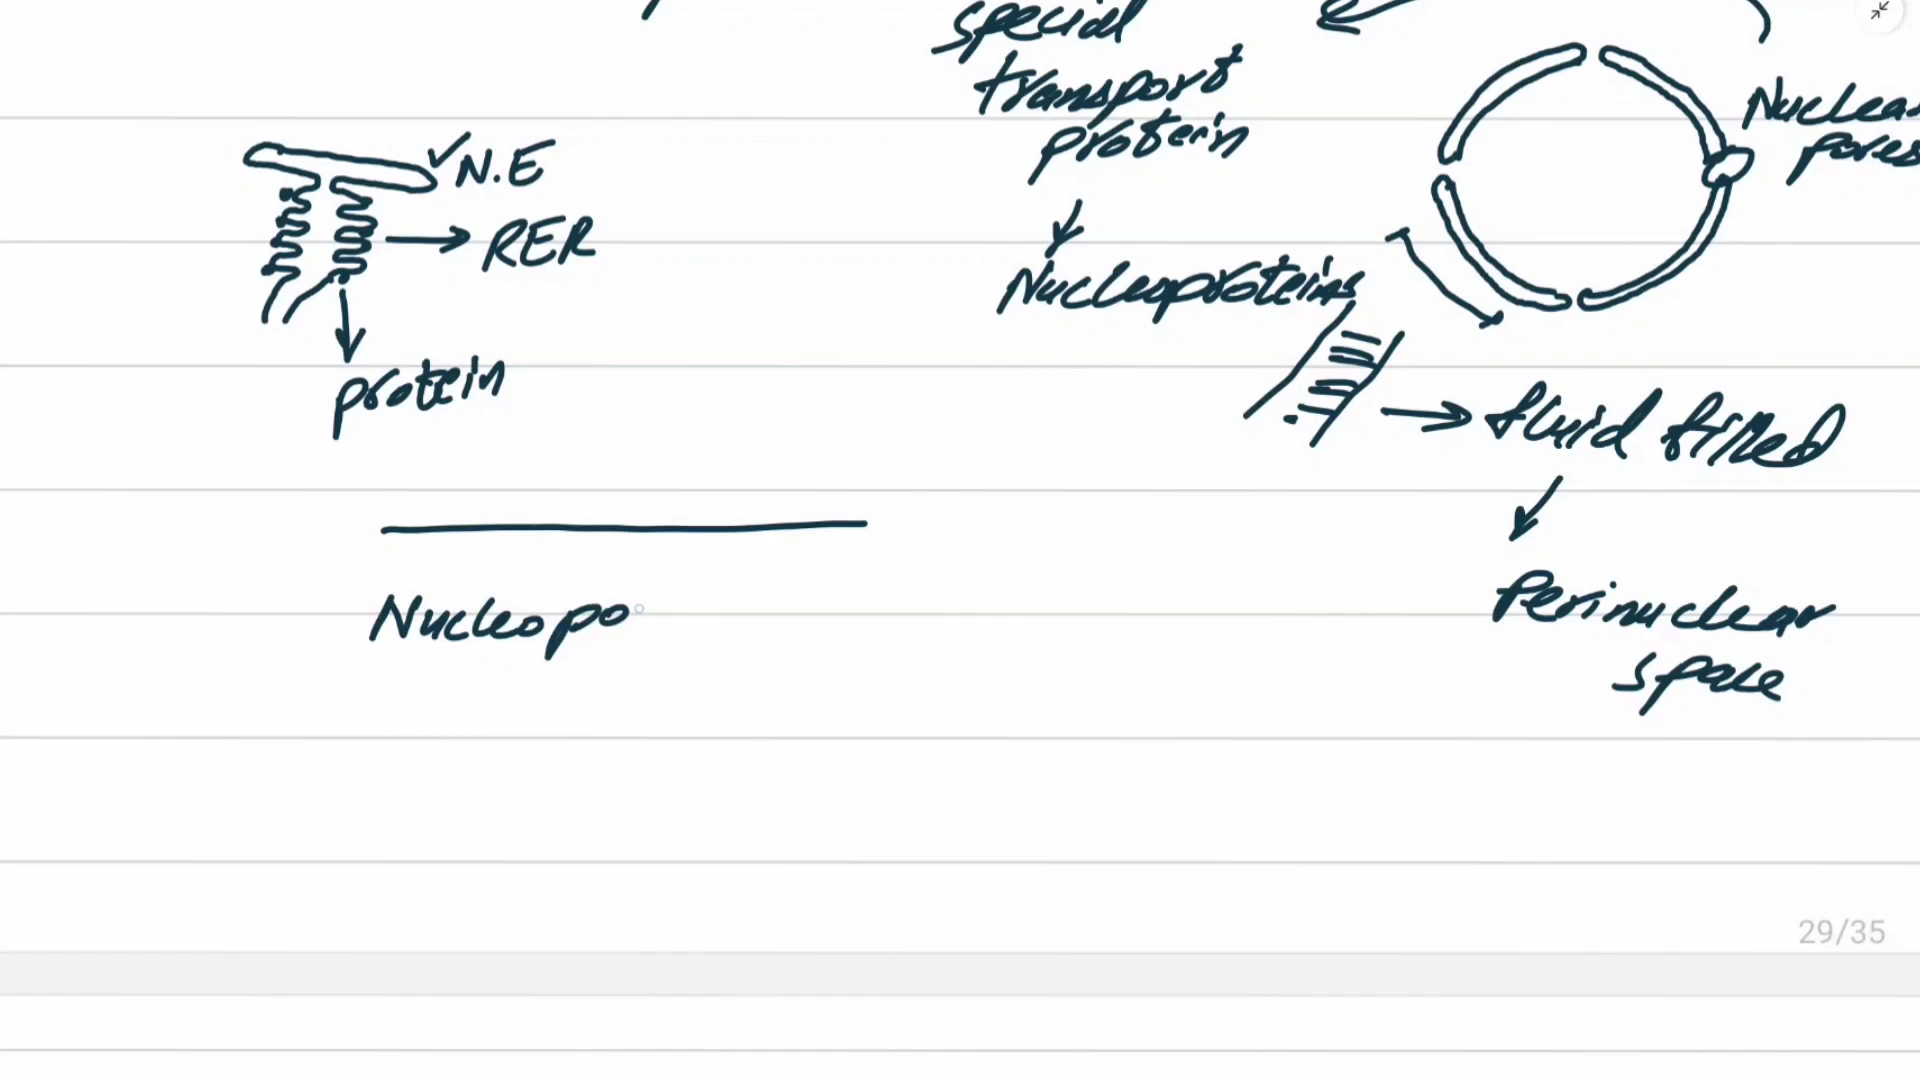 special
transport
protein
Nuclear
pores
N.E
RER
Nucleoproteins
protein
fluid filled
Perinuclear
space
Nucleopo
29/35